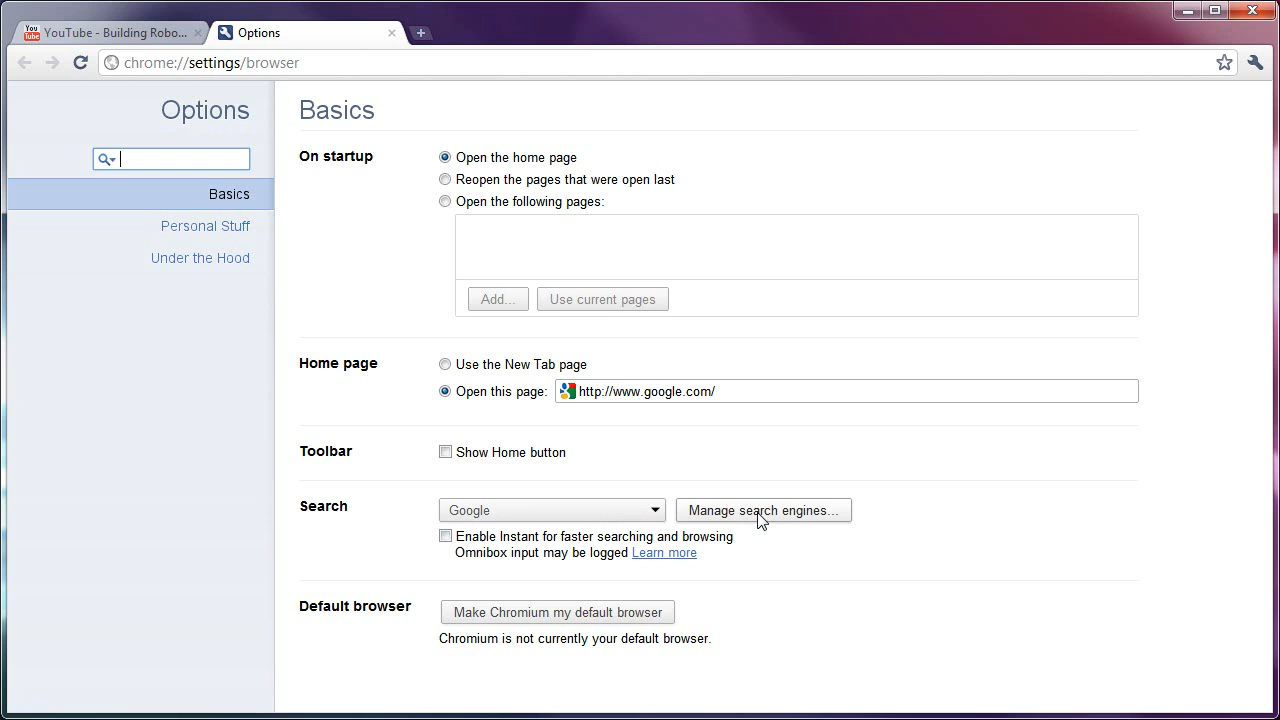 YouTube - Building Robo...
Options
chrome://settings/browser
Options
Basics
Personal Stuff
Under the Hood
Basics
On startup
Open the home page
Reopen the pages that were open last
Open the following pages:
Add...
Use current pages
Home page
Use the New Tab page
Open this page: http://www.google.com/
Toolbar
Show Home button
Search
Google
Manage search engines...
Enable Instant for faster searching and browsing
Omnibox input may be logged Learn more
Default browser
Make Chromium my default browser
Chromium is not currently your default browser.